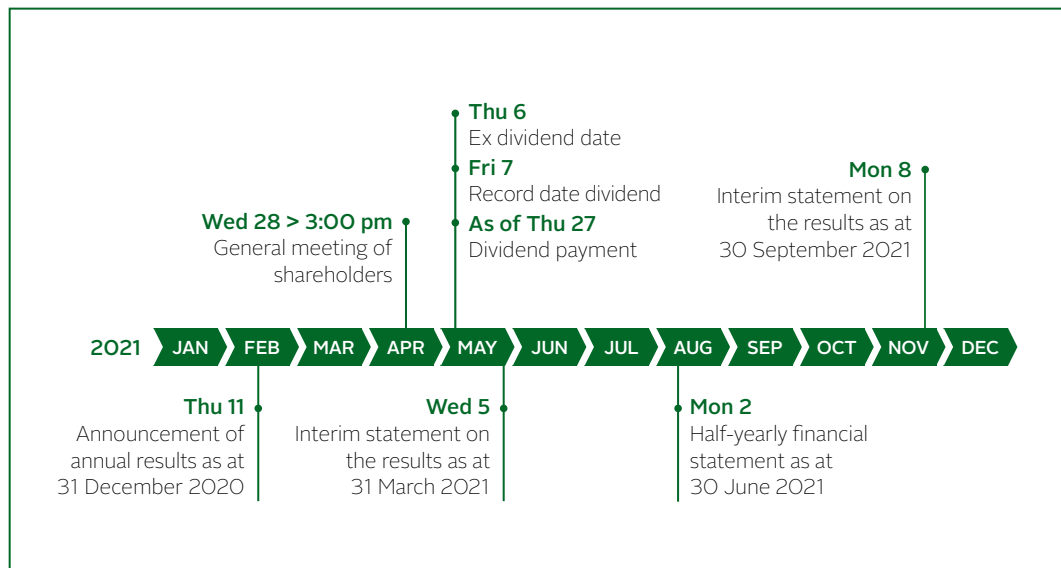 Thu 6
Ex dividend date
Fri 7
Record date dividend
As of Thu 27
Dividend payment
Mon 8
Interim statement on
the results as at
30 September 2021
Wed 28 > 3:00 pm
General meeting of
shareholders
2021 JAN FEB MAR APR MAY JUN JUL AUG SEP OCT NOV DEC
Thu 11
Announcement of
annual results as at
31 December 2020
Wed 5
Interim statement on
the results as at
31 March 2021
Mon 2
Half-yearly financial
statement as at
30 June 2021